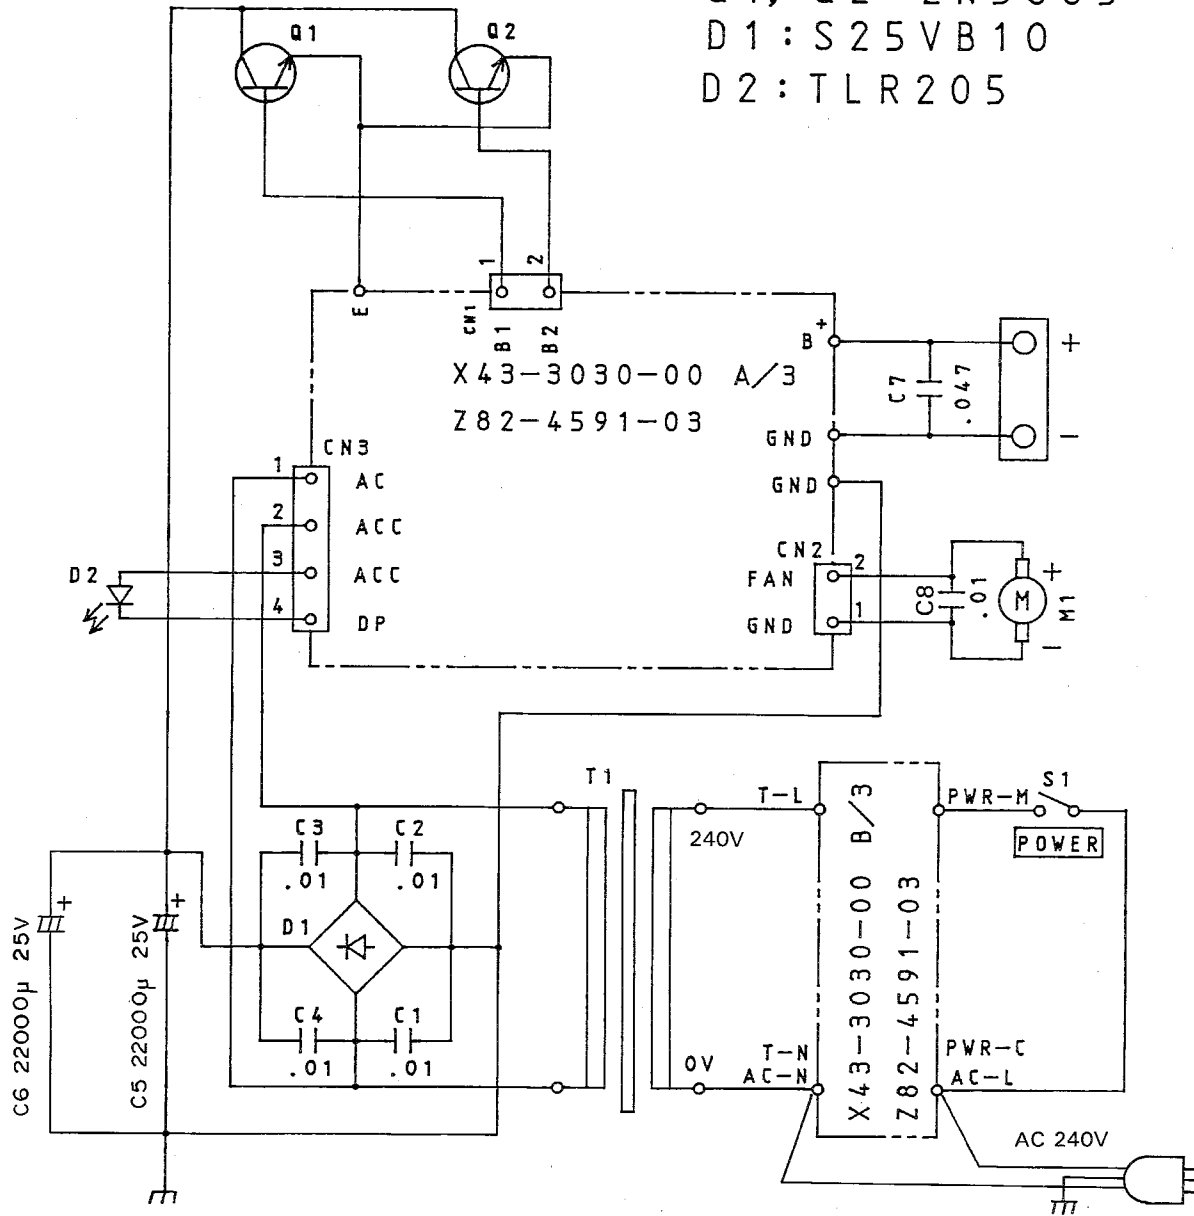 D1:S25VB10
D2:TLR205
Q1
Q2
1
2
E
CN1
B1
B2
B+
X43-3030-00 A/3
Z82-4591-03
C7
.047
+
-
GND
GND
CN3
1
AC
2
ACC
3
ACC
4
DP
D2
CN2
FAN
2
GND
1
C8
.01
M
+
-
M1
T1
T-L
240V
PWR-M
S1
POWER
X43-3030-00 B/3
Z82-4591-03
C3
.01
C2
.01
D1
C4
.01
C1
.01
+
+
C6 22000μ 25V
C5 22000μ 25V
0V
T-N
AC-N
PWR-C
AC-L
AC 240V